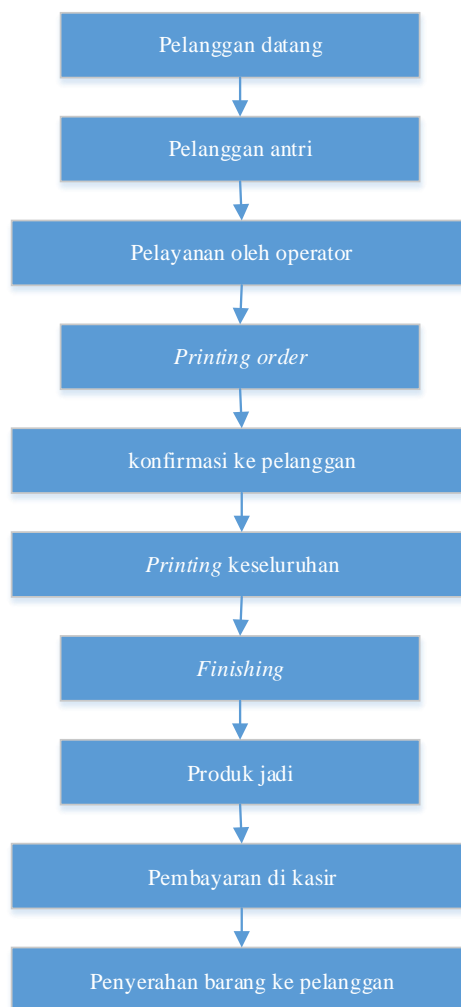 Pelanggan datang
Pelanggan antri
Pelayanan oleh operator
Printing order
konfirmasi ke pelanggan
Printing keseluruhan
Finishing
Produk jadi
Pembayaran di kasir
Penyerahan barang ke pelanggan